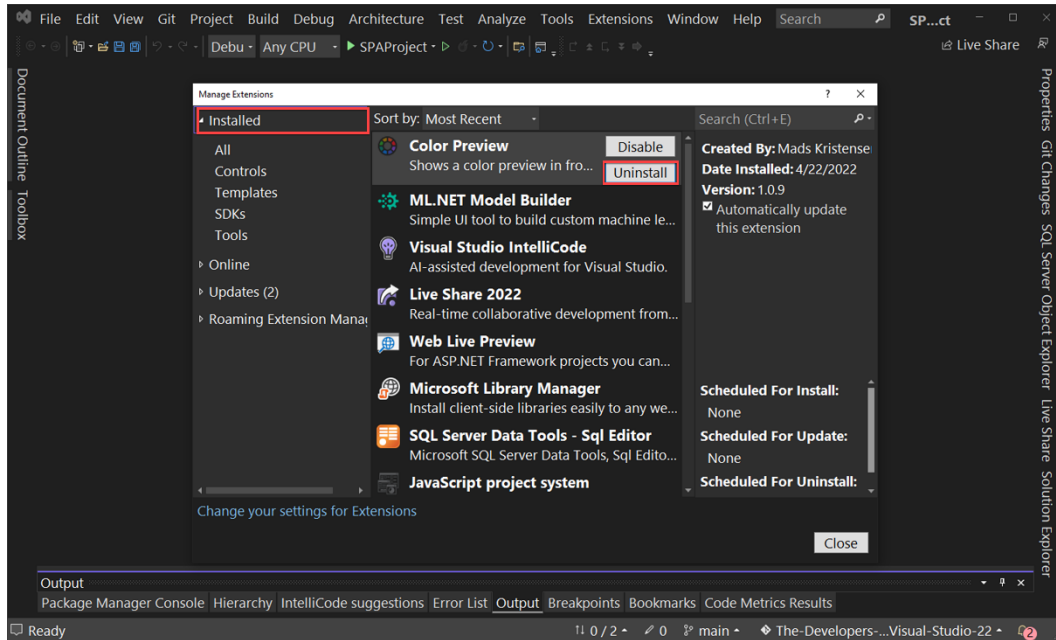 File Edit View Git Project Build Debug Architecture Test Analyze Tools Extensions Window Help Search SP...ct
Debu Any CPU SPAProject Live Share
Document Outline
Toolbox
Manage Extensions ?
Installed
All
Controls
Templates
SDKs
Tools
Online
Updates (2)
Roaming Extension Mana
Sort by: Most Recent
Color Preview
Shows a color preview in fro...
Disable
Uninstall
ML.NET Model Builder
Simple UI tool to build custom machine le...
Visual Studio IntelliCode
AI-assisted development for Visual Studio.
Live Share 2022
Real-time collaborative development from...
Web Live Preview
For ASP.NET Framework projects you can...
Microsoft Library Manager
Install client-side libraries easily to any we...
SQL Server Data Tools - Sql Editor
Microsoft SQL Server Data Tools, Sql Edito...
JavaScript project system
Search (Ctrl+E)
Created By: Mads Kristense
Date Installed: 4/22/2022
Version: 1.0.9
Automatically update
this extension
Scheduled For Install:
None
Scheduled For Update:
None
Scheduled For Uninstall:
Change your settings for Extensions
Close
Properties
Git Changes
SQL Server Object Explorer
Live Share
Solution Explorer
Output
Package Manager Console Hierarchy IntelliCode suggestions Error List Output Breakpoints Bookmarks Code Metrics Results
Ready 0 / 2 0 main The-Developers-...Visual-Studio-22 2